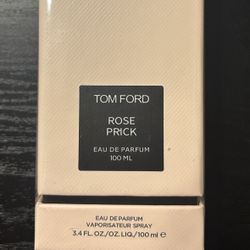 TOM FORD
ROSE
PRICK
EAU DE PARFUM
100 ML
EAU DE PARFUM
VAPORISATEUR SPRAY
3.4 FL. OZ./OZ. LIQ./100 ml ℮